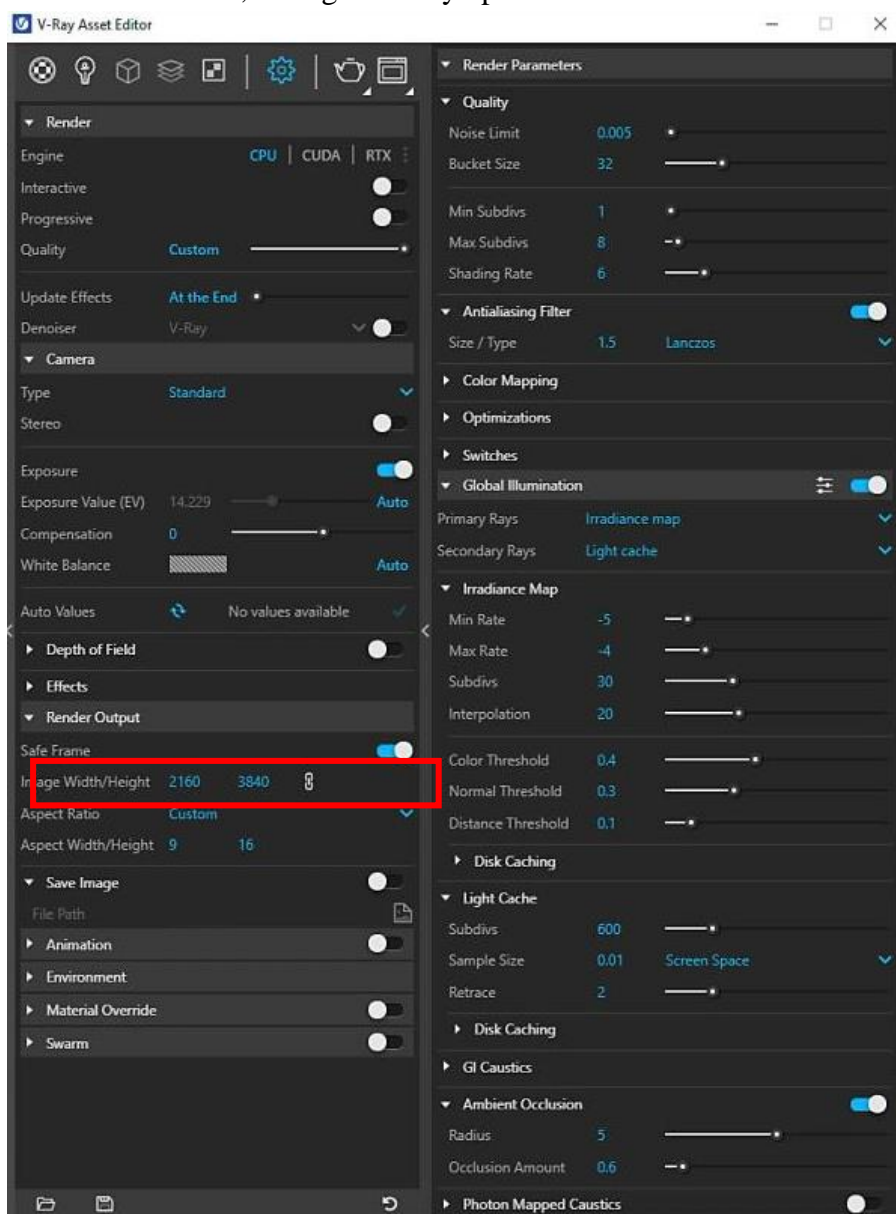 V-Ray Asset Editor
Render
Engine CPU | CUDA | RTX
Interactive
Progressive
Quality Custom
Update Effects At the End
Denoiser V-Ray
Camera
Type Standard
Stereo
Exposure
Exposure Value (EV) 14.229 Auto
Compensation 0
White Balance Auto
Auto Values No values available
Depth of Field
Effects
Render Output
Safe Frame
Image Width/Height 2160 3840
Aspect Ratio Custom
Aspect Width/Height 9 16
Save Image
File Path
Animation
Environment
Material Override
Swarm
Render Parameters
Quality
Noise Limit 0.005
Bucket Size 32
Min Subdivs 1
Max Subdivs 8
Shading Rate 6
Antialiasing Filter
Size / Type 1.5 Lanczos
Color Mapping
Optimizations
Switches
Global Illumination
Primary Rays Irradiance map
Secondary Rays Light cache
Irradiance Map
Min Rate -5
Max Rate -4
Subdivs 30
Interpolation 20
Color Threshold 0.4
Normal Threshold 0.3
Distance Threshold 0.1
Disk Caching
Light Cache
Subdivs 600
Sample Size 0.01 Screen Space
Retrace 2
Disk Caching
GI Caustics
Ambient Occlusion
Radius 5
Occlusion Amount 0.6
Photon Mapped Caustics